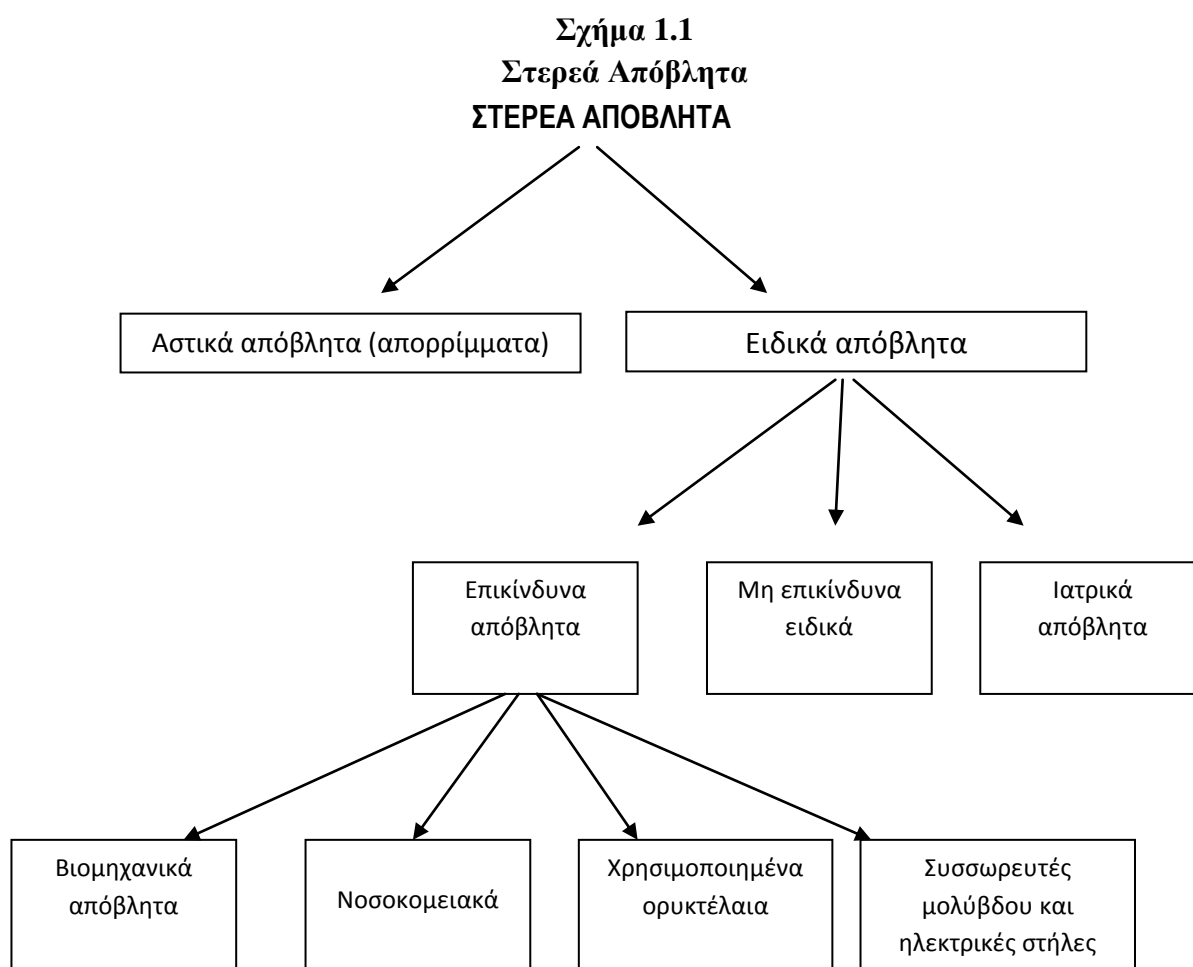 Σχήμα 1.1
Στερεά Απόβλητα
ΣΤΕΡΕΑ ΑΠΟΒΛΗΤΑ
Αστικά απόβλητα (απορρίμματα)
Ειδικά απόβλητα
Επικίνδυνα
απόβλητα
Μη επικίνδυνα
ειδικά
Ιατρικά
απόβλητα
Βιομηχανικά
απόβλητα
Νοσοκομειακά
Χρησιμοποιημένα
ορυκτέλαια
Συσσωρευτές
μολύβδου και
ηλεκτρικές στήλες